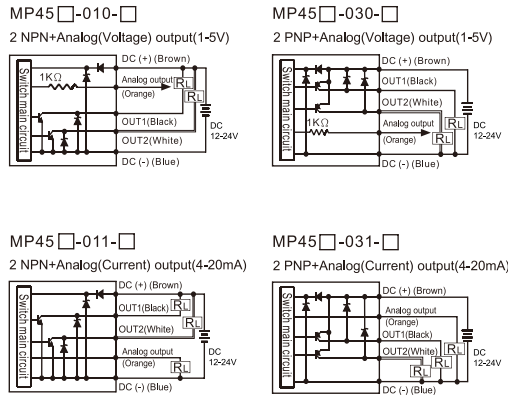 MP45□-010-□
2 NPN+Analog(Voltage) output(1-5V)
DC (+) (Brown)
Switch main circuit
1KΩ
Analog output
(Orange)
RL
RL
OUT1(Black)
OUT2(White)
DC
12-24V
DC (-) (Blue)
MP45□-030-□
2 PNP+Analog(Voltage) output(1-5V)
DC (+) (Brown)
Switch main circuit
OUT1(Black)
OUT2(White)
1KΩ
Analog output
(Orange)
RL
RL
RL
DC
12-24V
DC (-) (Blue)
MP45□-011-□
2 NPN+Analog(Current) output(4-20mA)
DC (+) (Brown)
Switch main circuit
OUT1(Black)
RL
RL
OUT2(White)
Analog output
(Orange)
RL
DC
12-24V
DC (-) (Blue)
MP45□-031-□
2 PNP+Analog(Current) output(4-20mA)
DC (+) (Brown)
Switch main circuit
Analog output
(Orange)
OUT1(Black)
OUT2(White)
RL
RL
RL
DC
12-24V
DC (-) (Blue)